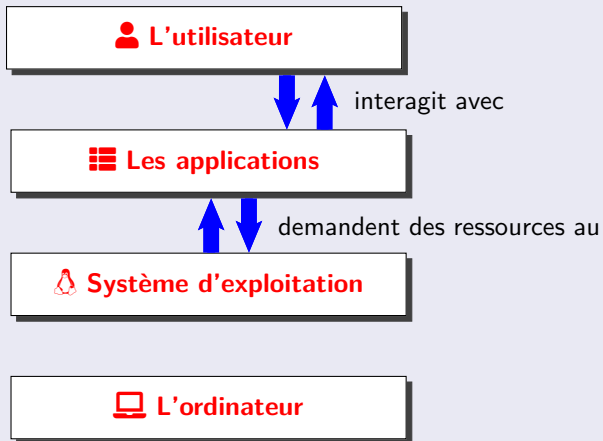 L'utilisateur
interagit avec
Les applications
demandent des ressources au
Système d'exploitation
L'ordinateur